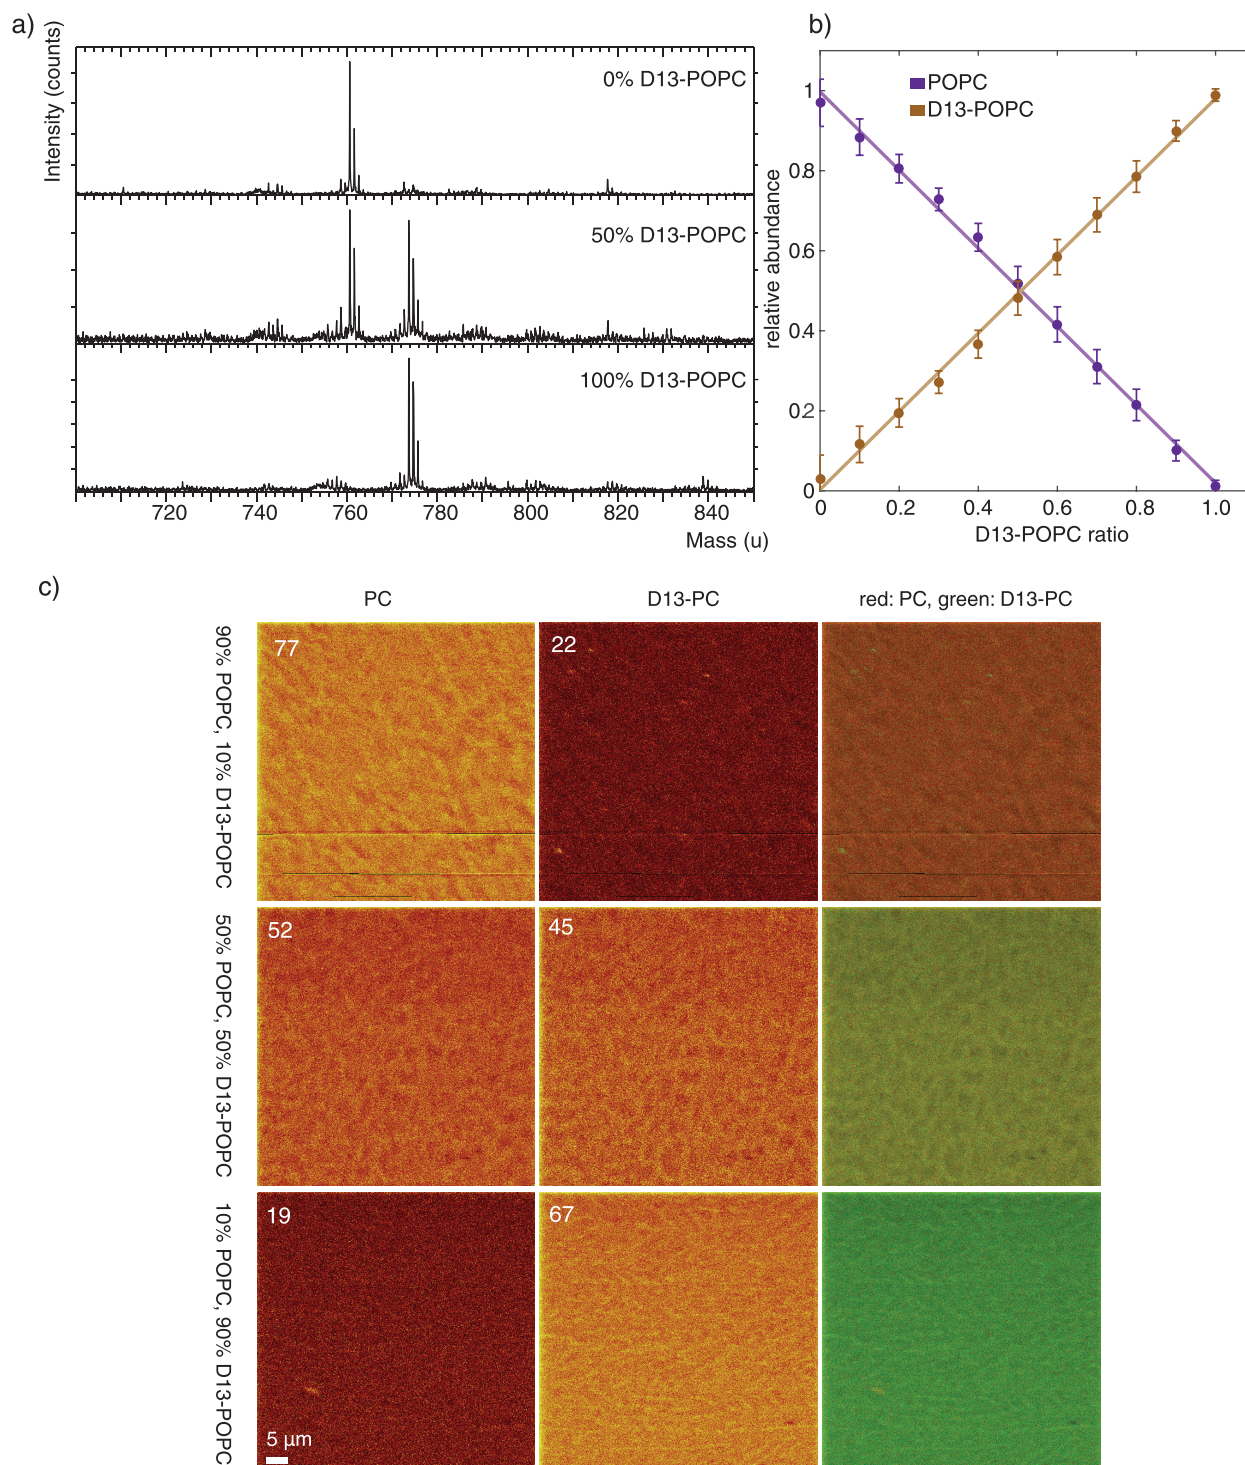 a)
Intensity (counts)
0% D13-POPC
50% D13-POPC
100% D13-POPC
720 740 760 780 800 820 840
Mass (u)
b)
POPC
D13-POPC
relative abundance
1
0.8
0.6
0.4
02
0
0 0.2 0.4 0.6 0.8 1.0
D13-POPC ratio
c)
PC D13-PC red: PC, green: D13-PC
90% POPC, 10% D13-POPC
77 22
50% POPC, 50% D13-POPC
52 45
10% POPC, 90% D13-POPC
19 67
5 µm